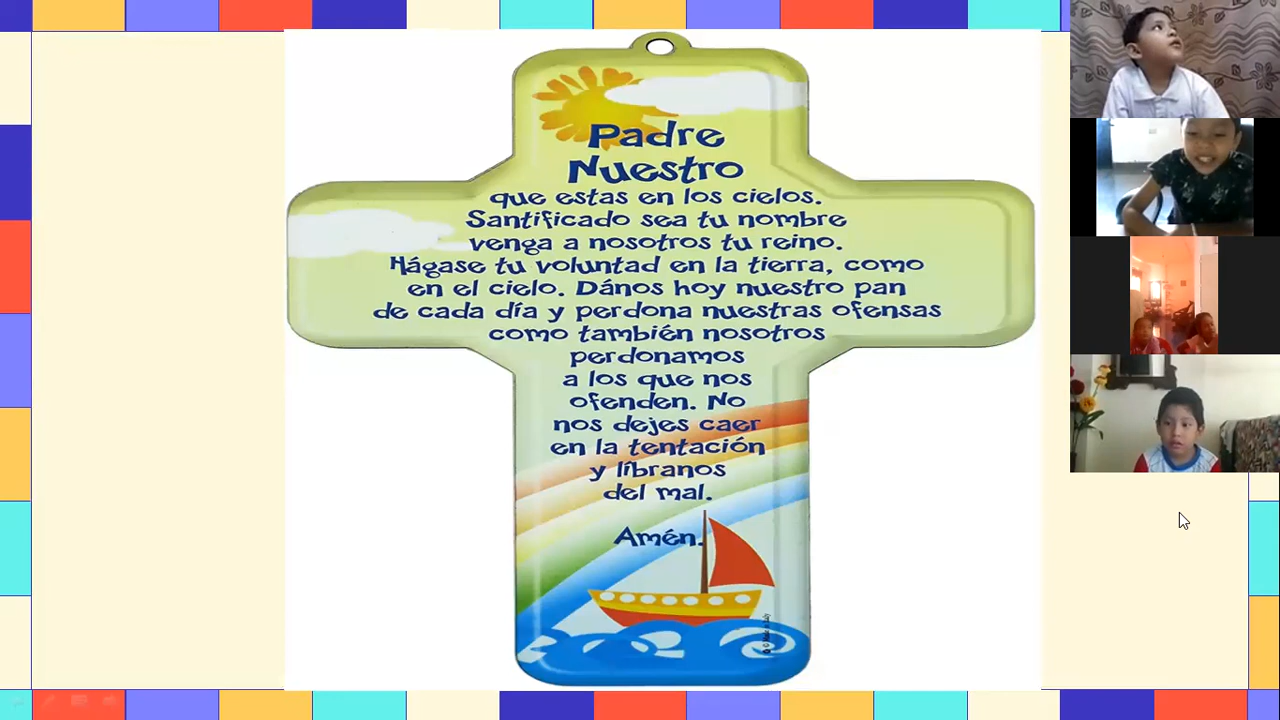 Padre
Nuestro
que estas en los cielos.
Santificado sea tu nombre
venga a nosotros tu reino.
Hágase tu voluntad en la tierra, como
en el cielo. Dános hoy nuestro pan
de cada día y perdona nuestras ofensas
como también nosotros
perdonamos
a los que nos
ofenden. No
nos dejes caer
en la tentación
y líbranos
del mal.
Amén.